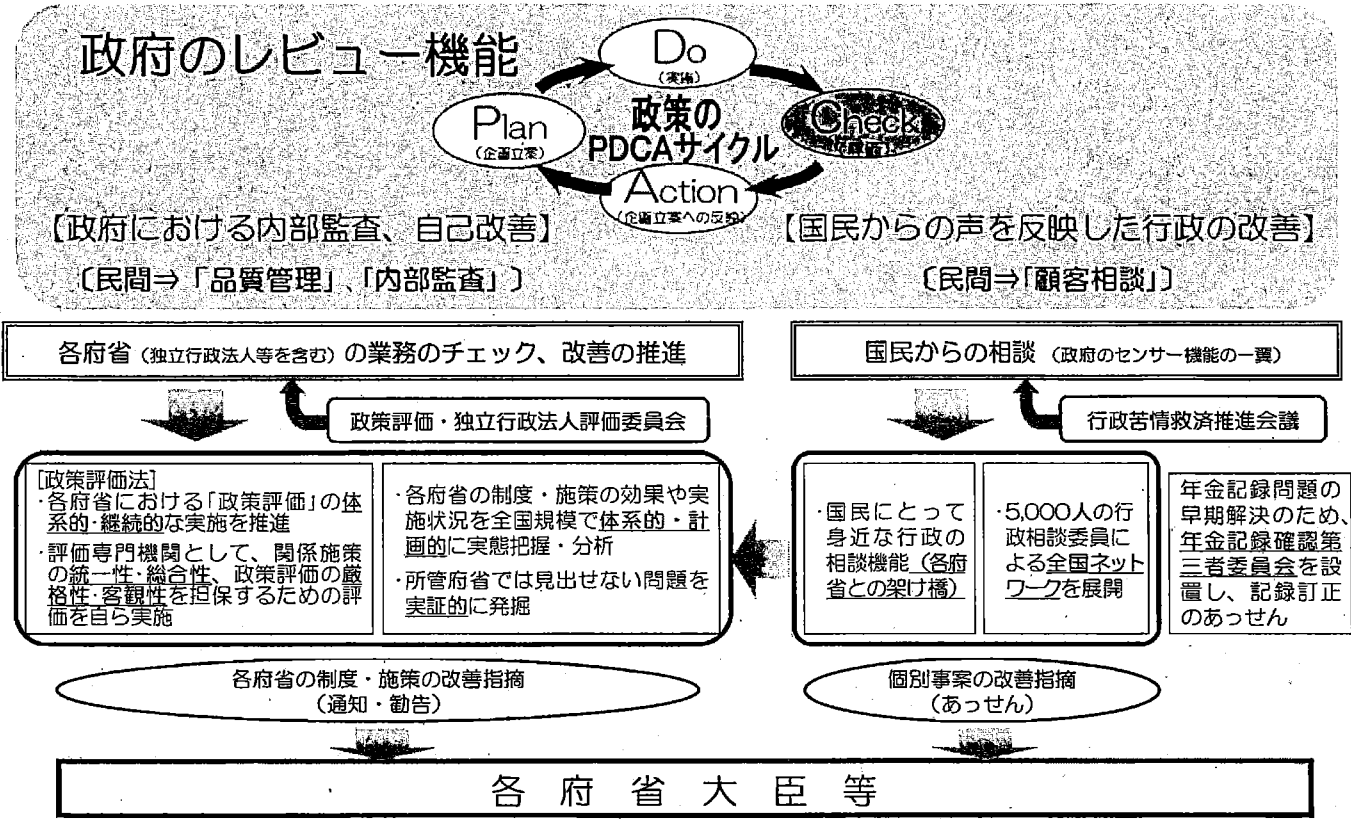 政府のレビュー機能
Do
（実施）
Plan
（企画立案）
政策の
PDCAサイクル
Check
（評価）
Action
（企画立案への反映）
【政府における内部監査、自己改善】
〔民間⇒「品質管理」、「内部監査」〕
【国民からの声を反映した行政の改善】
〔民間⇒「顧客相談」〕
各府省（独立行政法人等を含む）の業務のチェック、改善の推進
政策評価・独立行政法人評価委員会
[政策評価法]
・各府省における「政策評価」の体
系的・継続的な実施を推進
・評価専門機関として、関係施策
の統一性・総合性、政策評価の厳
格性・客観性を担保するための評
価を自ら実施
・各府省の制度・施策の効果や実
施状況を全国規模で体系的・計
画的に実態把握・分析
・所管府省では見出せない問題を
実証的に発掘
各府省の制度・施策の改善指摘
（通知・勧告）
国民からの相談（政府のセンサー機能の一翼）
行政苦情救済推進会議
・国民にとって
身近な行政の
相談機能（各府
省との架け橋）
・5,000人の行
政相談委員に
よる全国ネット
ワークを展開
年金記録問題の
早期解決のため、
年金記録確認第
三者委員会を設
置し、記録訂正
のあっせん
個別事案の改善指摘
（あっせん）
各府省大臣等